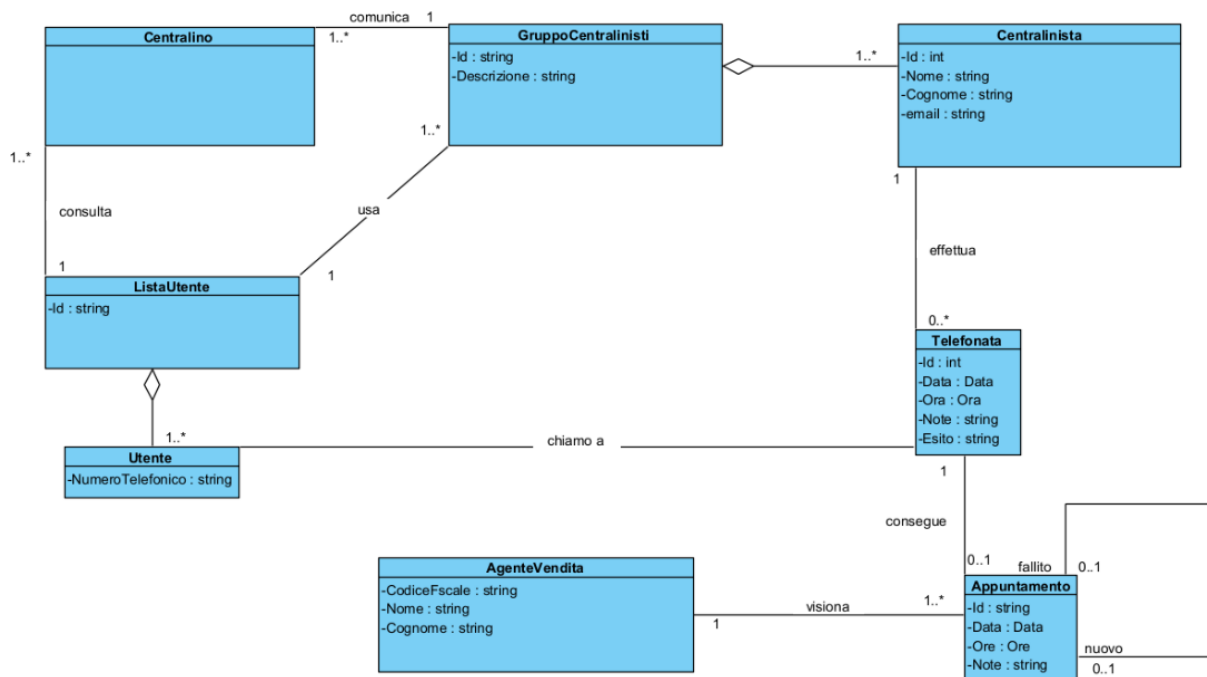 comunica
1
1..*
Centralino
GruppoCentralinisti
-Id : string
-Descrizione : string
1..*
Centralinista
-Id : int
-Nome : string
-Cognome : string
-email : string
1..*
1..*
1
usa
consulta
effettua
1
1
ListaUtente
-Id : string
0..*
Telefonata
-Id : int
-Data : Data
-Ora : Ora
-Note : string
-Esito : string
1..*
chiamo a
Utente
-NumeroTelefonico : string
1
consegue
0..1
fallito
0..1
AgenteVendita
-CodiceFscale : string
-Nome : string
-Cognome : string
visiona
1..*
1
Appuntamento
-Id : string
-Data : Data
-Ore : Ore
-Note : string
nuovo
0..1